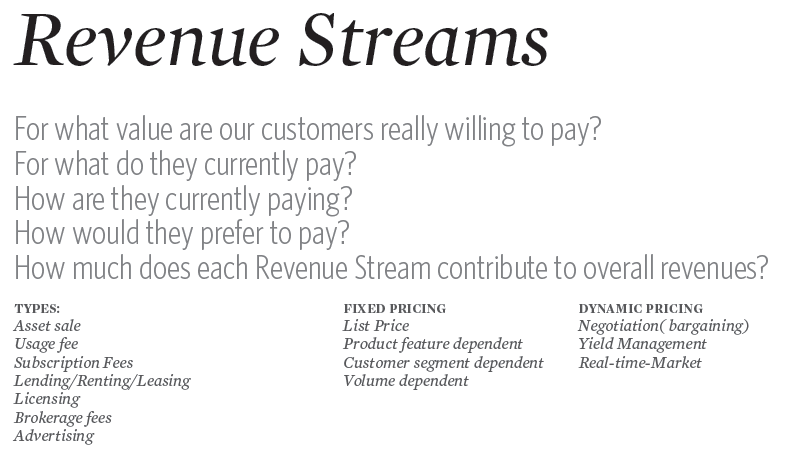 Revenue Streams
For what value are our customers really willing to pay?
For what do they currently pay?
How are they currently paying?
How would they prefer to pay?
How much does each Revenue Stream contribute to overall revenues?
TYPES:
Asset sale
Usage fee
Subscription Fees
Lending/Renting/Leasing
Licensing
Brokerage fees
Advertising
FIXED PRICING
List Price
Product feature dependent
Customer segment dependent
Volume dependent
DYNAMIC PRICING
Negotiation( bargaining)
Yield Management
Real-time-Market